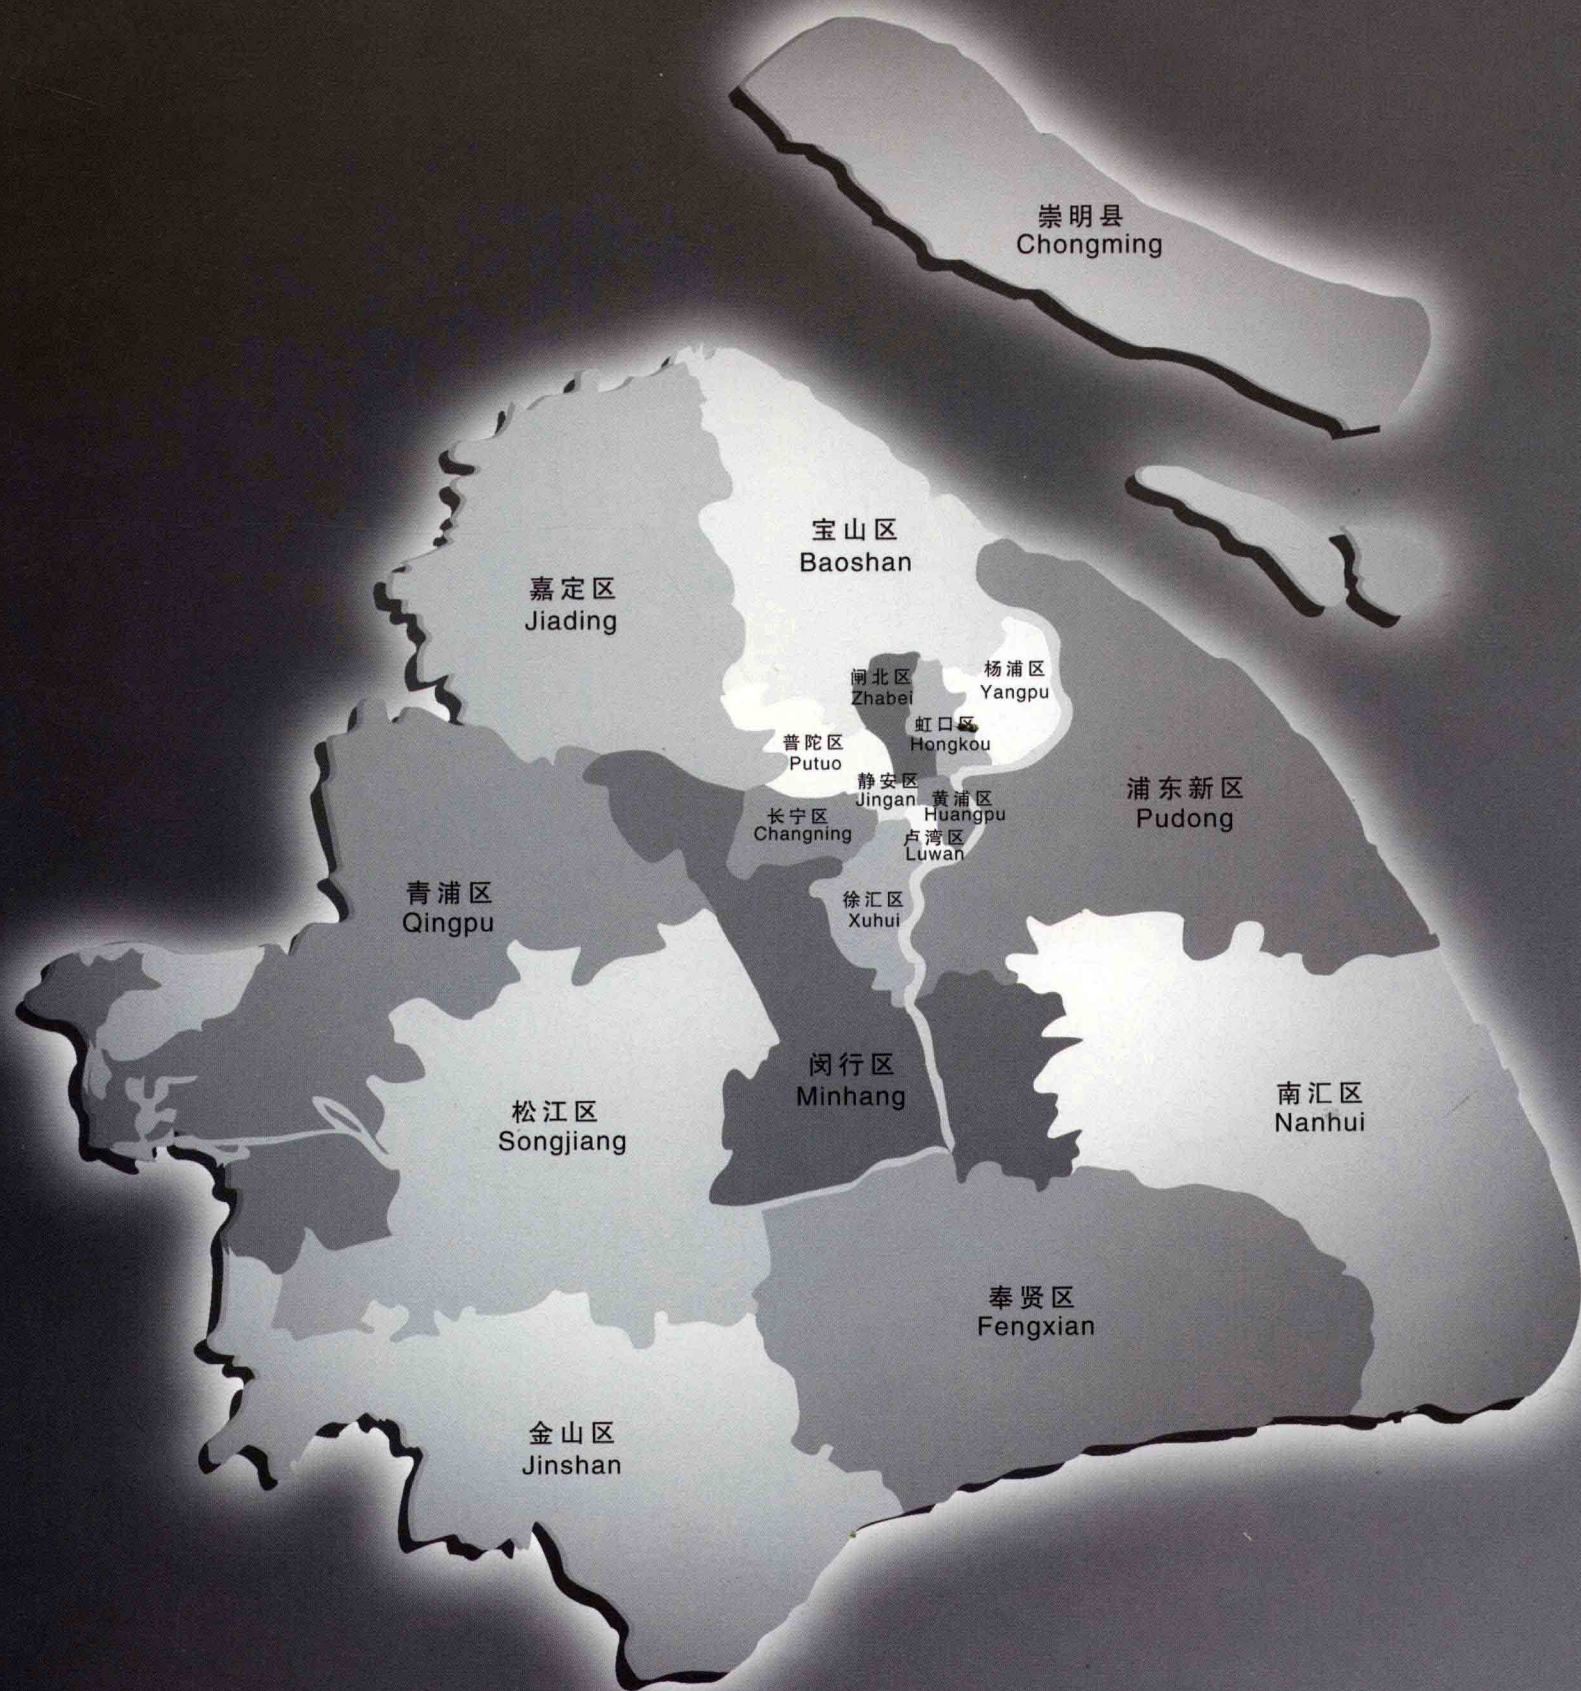 崇明县
Chongming
宝山区
Baoshan
嘉定区
Jiading
闸北区
Zhabei
杨浦区
Yangpu
虹口区
Hongkou
普陀区
Putuo
静安区
Jingan
黄浦区
Huangpu
浦东新区
Pudong
长宁区
Changning
卢湾区
Luwan
青浦区
Qingpu
徐汇区
Xuhui
闵行区
Minhang
南汇区
Nanhui
松江区
Songjiang
奉贤区
Fengxian
金山区
Jinshan